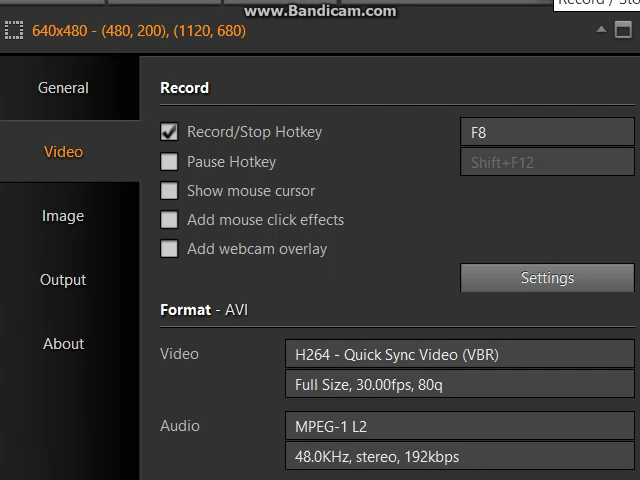 www.Bandicam.com
Record / Sto
640x480 - (480, 200), (1120, 680)
General
Video
Image
Output
About
Record
Record/Stop Hotkey
F8
Pause Hotkey
Shift+F12
Show mouse cursor
Add mouse click effects
Add webcam overlay
Settings
Format - AVI
Video
H264 - Quick Sync Video (VBR)
Full Size, 30.00fps, 80q
Audio
MPEG-1 L2
48.0KHz, stereo, 192kbps